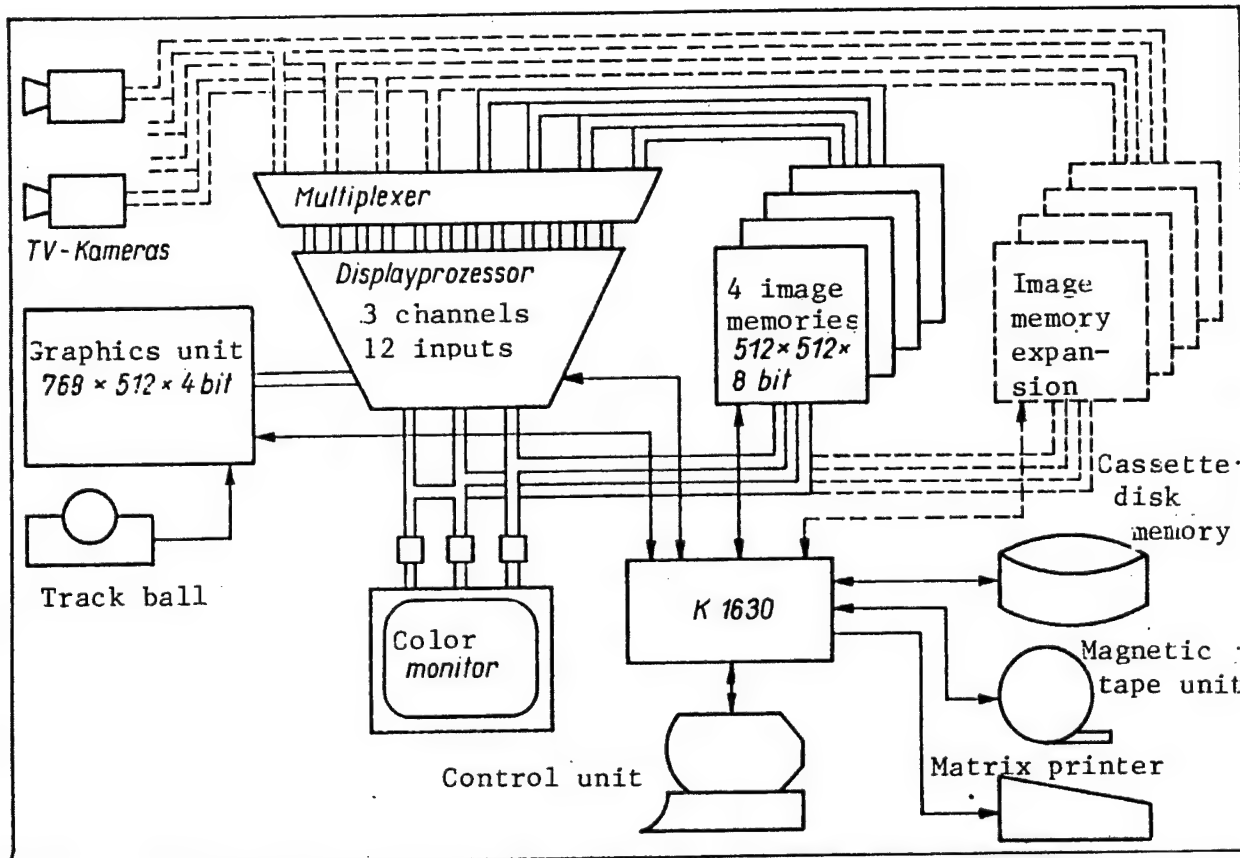 TV-Kameras
Multiplexer
Displayprozessor
3 channels
12 inputs
Graphics unit
768 × 512 × 4 bit
Track ball
Color
monitor
4 image
memories
512 × 512 ×
8 bit
Image
memory
expan-
sion
Cassette-
disk
memory
K 1630
Magnetic
tape unit
Control unit
Matrix printer